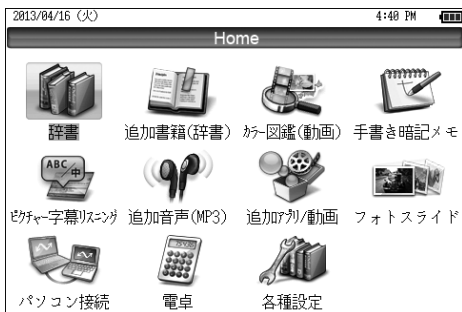 2013/04/16 (火) 4:40 PM
Home
辞書 追加書籍(辞書) カラー図鑑(動画) 手書き暗記メモ
ABC 中
ピクチャー字幕リスニング 追加音声(MP3) 追加アプリ/動画 フォトスライド
パソコン接続 電卓 各種設定